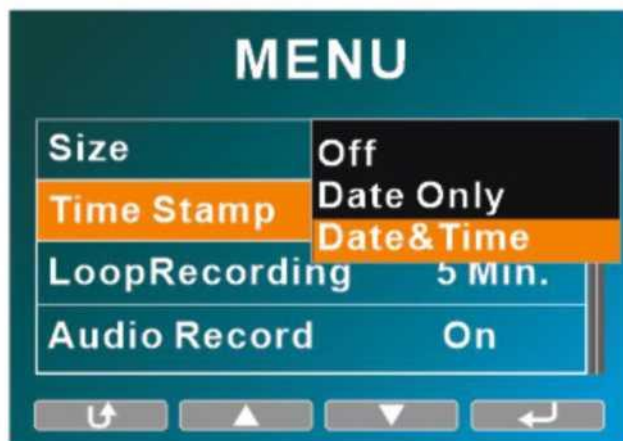 MENU
Size
Off
Date Only
Time Stamp
Date&Time
LoopRecording 5 Min.
Audio Record On